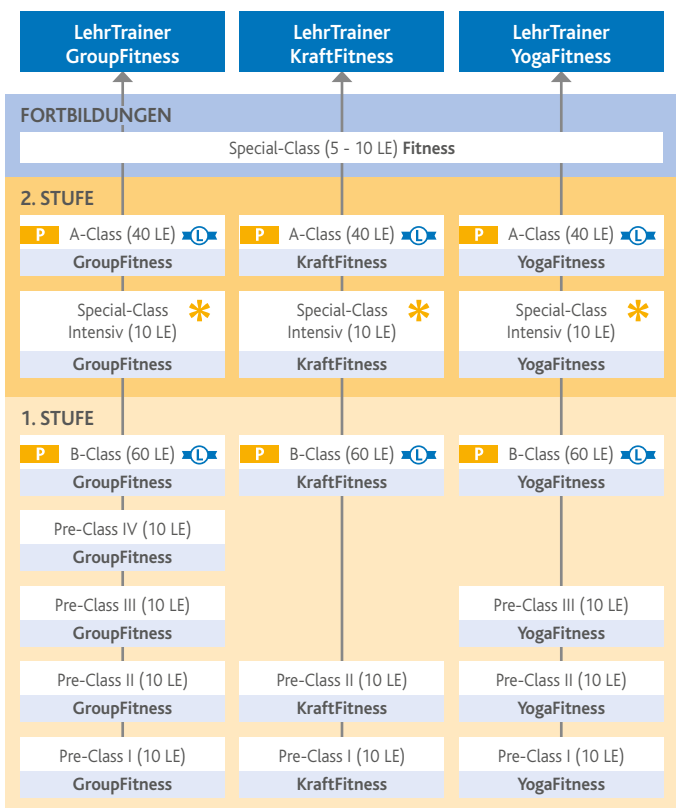 LehrTrainer
GroupFitness
LehrTrainer
KraftFitness
LehrTrainer
YogaFitness
FORTBILDUNGEN
Special-Class (5 - 10 LE) Fitness
2. STUFE
P A-Class (40 LE) L
GroupFitness
P A-Class (40 LE) L
KraftFitness
P A-Class (40 LE) L
YogaFitness
Special-Class
Intensiv (10 LE)
GroupFitness
Special-Class
Intensiv (10 LE)
KraftFitness
Special-Class
Intensiv (10 LE)
YogaFitness
1. STUFE
P B-Class (60 LE) L
GroupFitness
P B-Class (60 LE) L
KraftFitness
P B-Class (60 LE) L
YogaFitness
Pre-Class IV (10 LE)
GroupFitness
Pre-Class III (10 LE)
GroupFitness
Pre-Class III (10 LE)
YogaFitness
Pre-Class II (10 LE)
GroupFitness
Pre-Class II (10 LE)
KraftFitness
Pre-Class II (10 LE)
YogaFitness
Pre-Class I (10 LE)
GroupFitness
Pre-Class I (10 LE)
KraftFitness
Pre-Class I (10 LE)
YogaFitness